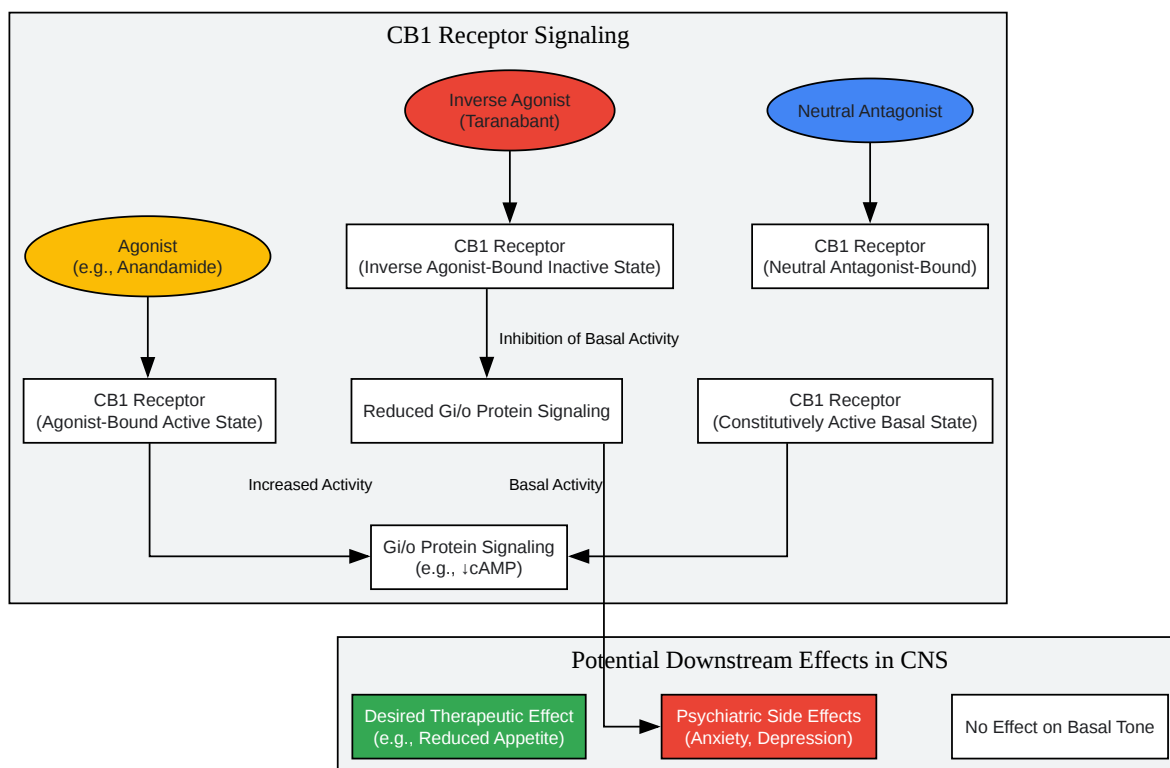 CB1 Receptor Signaling
Inverse Agonist
(Taranabant)
Neutral Antagonist
Agonist
(e.g., Anandamide)
CB1 Receptor
(Inverse Agonist-Bound Inactive State)
CB1 Receptor
(Neutral Antagonist-Bound)
Inhibition of Basal Activity
CB1 Receptor
(Agonist-Bound Active State)
Reduced Gi/o Protein Signaling
CB1 Receptor
(Constitutively Active Basal State)
Increased Activity
Basal Activity
Gi/o Protein Signaling
(e.g., ↓cAMP)
Potential Downstream Effects in CNS
Desired Therapeutic Effect
(e.g., Reduced Appetite)
Psychiatric Side Effects
(Anxiety, Depression)
No Effect on Basal Tone